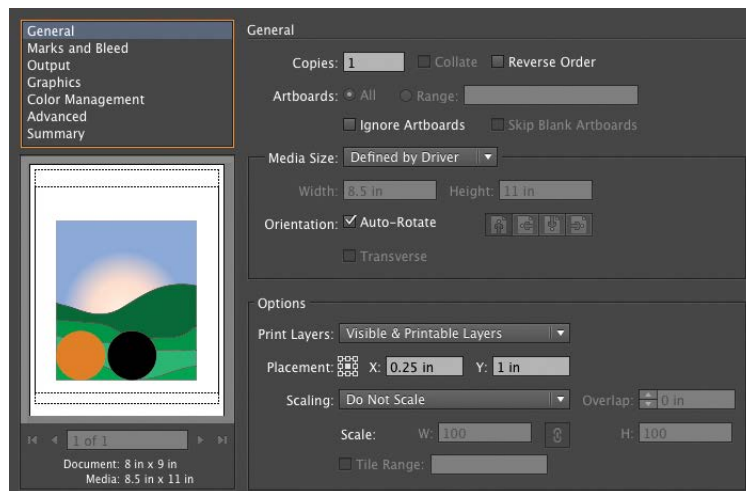 General
Marks and Bleed
Output
Graphics
Color Management
Advanced
Summary
1 of 1
Document: 8 in x 9 in
Media: 8.5 in x 11 in
General
Copies: 1 Collate Reverse Order
Artboards: All Range:
Ignore Artboards Skip Blank Artboards
Media Size: Defined by Driver
Width: 8.5 in Height: 11 in
Orientation: Auto-Rotate
Transverse
Options
Print Layers: Visible & Printable Layers
Placement: X: 0.25 in Y: 1 in
Scaling: Do Not Scale Overlap: 0 in
Scale: W: 100 H: 100
Tile Range: